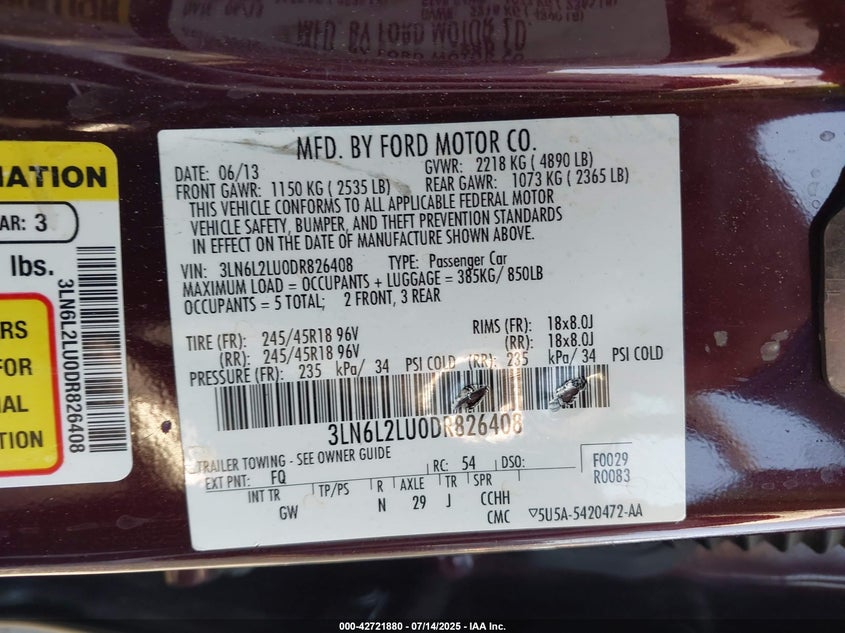 MFD. BY FORD MOTOR CO.
DATE: 06/13 GVWR: 2218 KG ( 4890 LB)
FRONT GAWR: 1150 KG ( 2535 LB) REAR GAWR: 1073 KG ( 2365 LB)
THIS VEHICLE CONFORMS TO ALL APPLICABLE FEDERAL MOTOR
VEHICLE SAFETY, BUMPER, AND THEFT PREVENTION STANDARDS
IN EFFECT ON THE DATE OF MANUFACTURE SHOWN ABOVE.
VIN: 3LN6L2LU0DR826408 TYPE: Passenger Car
MAXIMUM LOAD = OCCUPANTS + LUGGAGE = 385KG/ 850LB
OCCUPANTS = 5 TOTAL; 2 FRONT, 3 REAR
TIRE (FR): 245/45R18 96V RIMS (FR): 18x8.0J
(RR): 245/45R18 96V (RR): 18x8.0J
PRESSURE (FR): 235 kPa/ 34 PSI COLD (RR): 235 kPa/ 34 PSI COLD
3LN6L2LU0DR826408
TRAILER TOWING - SEE OWNER GUIDE
EXT PNT: FQ RC: 54 DSO: F0029
R0083
INT TR TP/PS R AXLE TR SPR
GW N 29 J CCHH
CMC ▽5U5A-5420472-AA
MATION
AR: 3
lbs.
RS
FOR
AL
TION
3LN6L2LU0DR826408
MFD. BY FORD MOTOR CO.
000-42721880 / 07/14/2025 - IAA Inc.